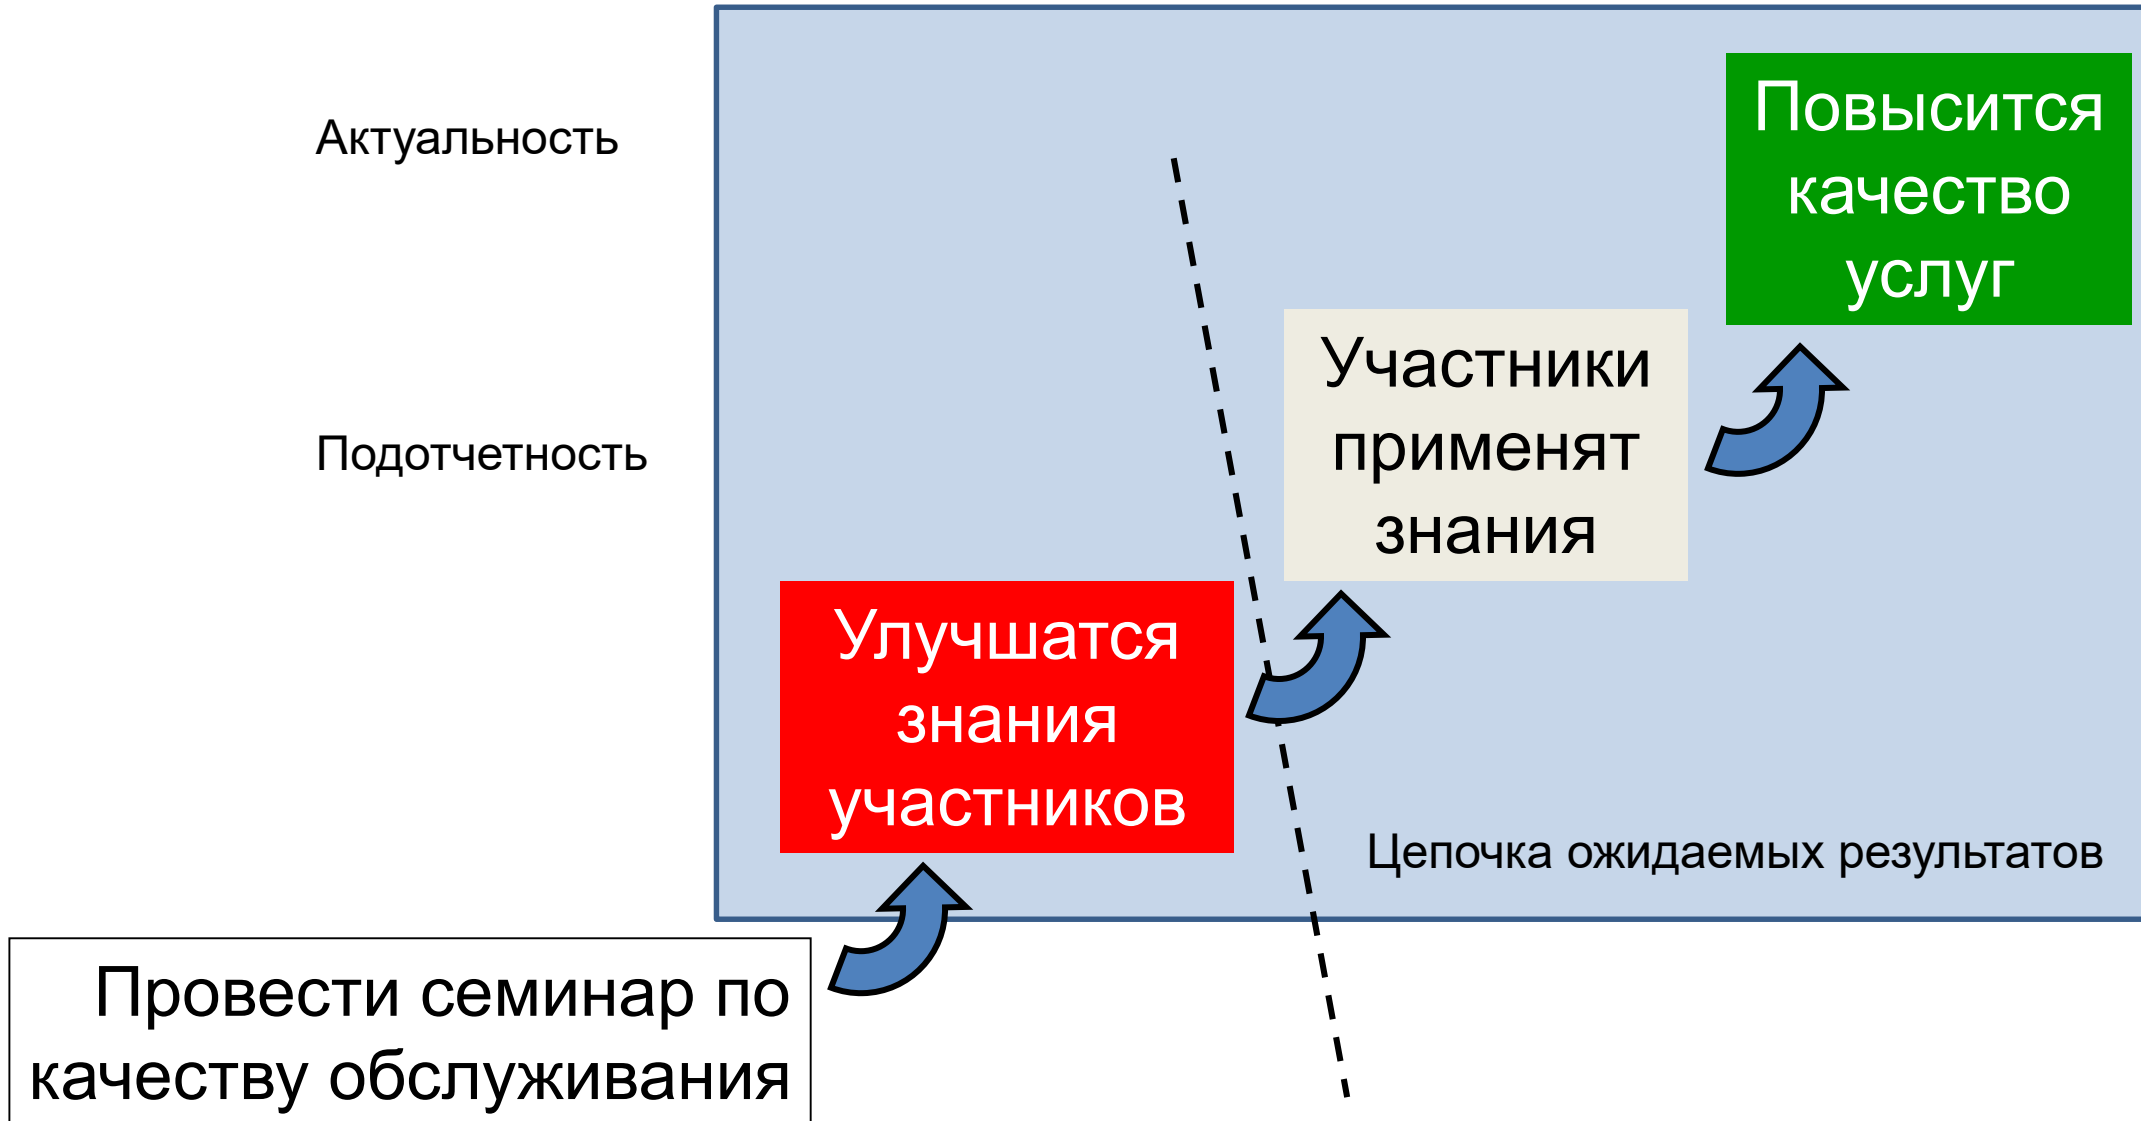 Актуальность
Повысится
качество
услуг
Подотчетность
Участники
применят
знания
Улучшатся
знания
участников
Цепочка ожидаемых результатов
Провести семинар по
качеству обслуживания